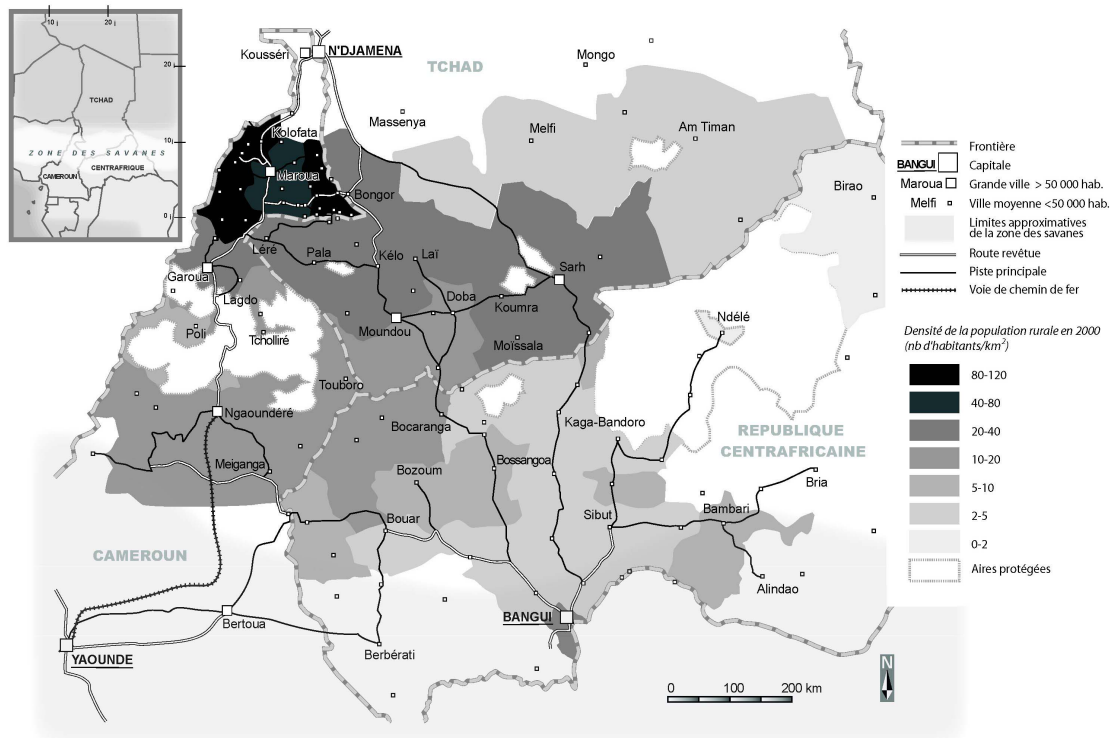 10
20
20
TCHAD
10
ZONE DES SAVANES
CAMEROUN
CENTRAFRIQUE
0
Kousséri
N'DJAMENA
TCHAD
Mongo
Massenya
Melfi
Am Timan
Kolofata
Maroua
Bongor
Birao
Léré
Pala
Kélo
Laï
Sarh
Garoua
Lagdo
Doba
Koumra
Poli
Tcholliré
Moundou
Moïssala
Ndélé
Touboro
Ngaoundéré
Bocaranga
Kaga-Bandoro
REPUBLIQUE
CENTRAFRICAINE
Meiganga
Bozoum
Bossangoa
Bria
Bouar
Sibut
Bambari
CAMEROUN
Alindao
Bertoua
BANGUI
YAOUNDE
Berbérati
N
0 100 200 km
Frontière
BANGUI Capitale
Maroua Grande ville > 50 000 hab.
Melfi Ville moyenne <50 000 hab.
Limites approximatives
de la zone des savanes
Route revêtue
Piste principale
Voie de chemin de fer
Densité de la population rurale en 2000
(nb d'habitants/km²)
80-120
40-80
20-40
10-20
5-10
2-5
0-2
Aires protégées